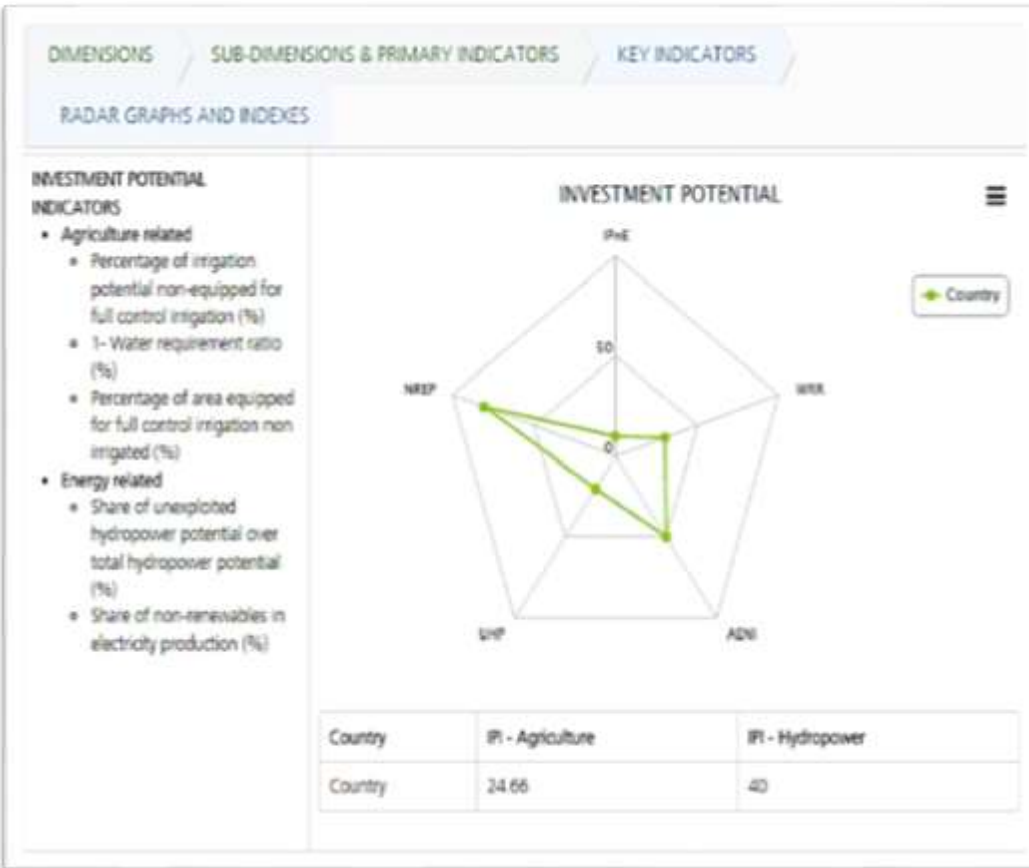 DIMENSIONS
SUB-DIMENSIONS & PRIMARY INDICATORS
KEY INDICATORS
RADAR GRAPHS AND INDEXES
INVESTMENT POTENTIAL
INDICATORS
• Agriculture related
Percentage of irrigation
potential non-equipped for
full control irrigation (%)
1- Water requirement ratio
(%)
Percentage of area equipped
for full control irrigation non
irrigated (%)
• Energy related
Share of unexploited
hydropower potential over
total hydropower potential
(%)
Share of non-renewables in
electricity production (%)
INVESTMENT POTENTIAL
IPnE
Country
50
NREP
WRR
0
UHP
ADNI
Country IPI - Agriculture IPI - Hydropower
Country 24.66 40